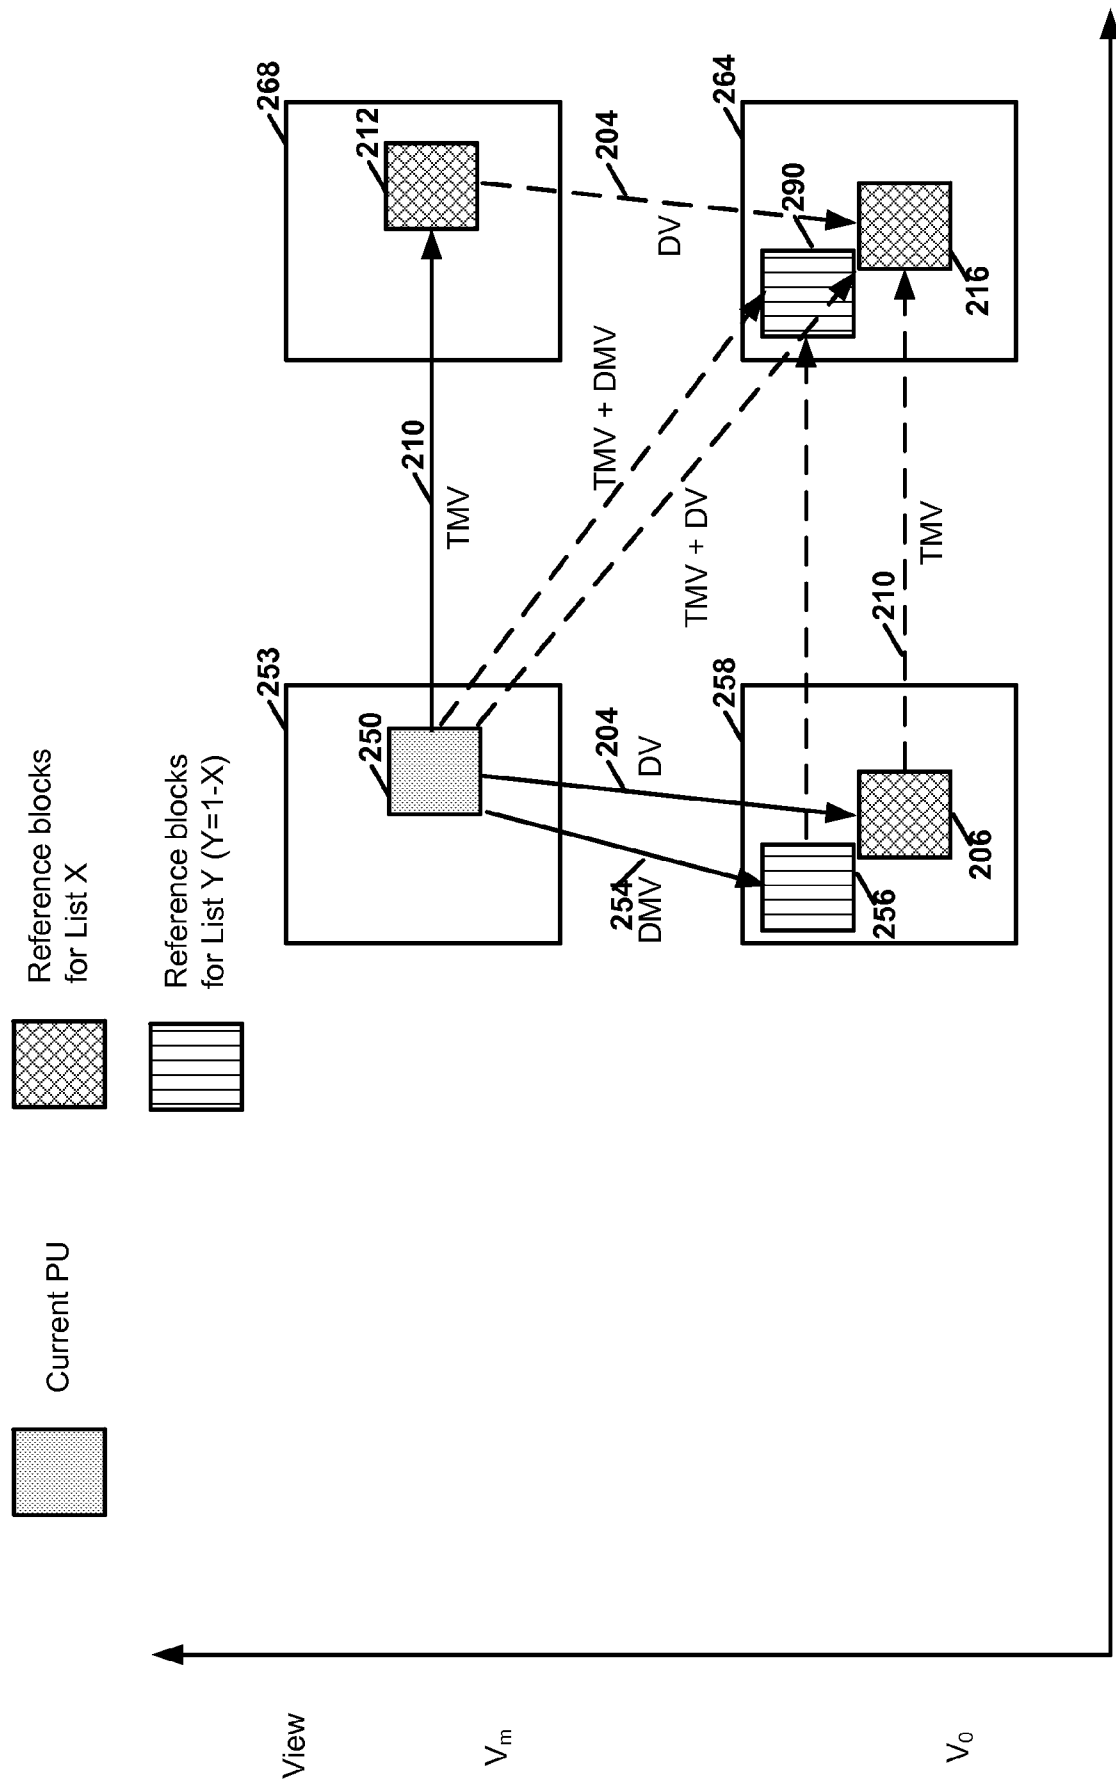 Current PU
Reference blocks
for List X
Reference blocks
for List Y (Y=1-X)
View
Vm
V0
253
250
268
212
210
TMV
254
DMV
204
DV
TMV + DMV
TMV + DV
204
DV
258
256
206
210
TMV
264
290
216